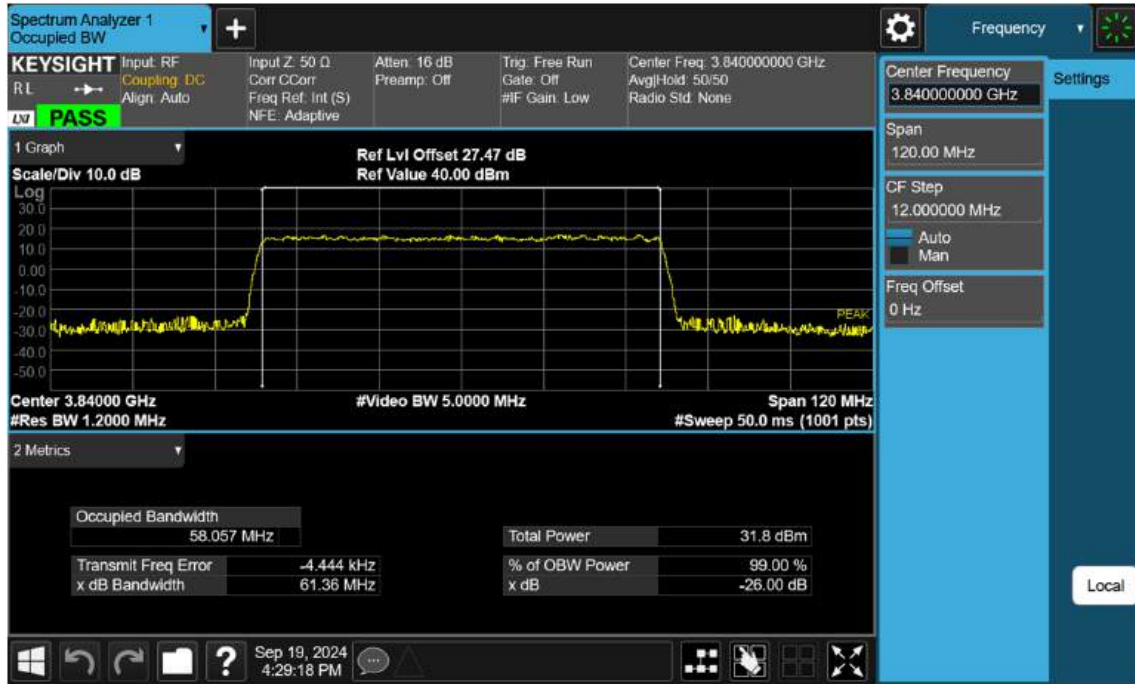 Spectrum Analyzer 1
Occupied BW
+
Frequency
KEYSIGHT
RL
LXI PASS
Input: RF
Coupling: DC
Align: Auto
Input Z: 50 Ω
Corr CCorr
Freq Ref: Int (S)
NFE: Adaptive
Atten: 16 dB
Preamp: Off
Trig: Free Run
Gate: Off
#IF Gain: Low
Center Freq: 3.840000000 GHz
Avg|Hold: 50/50
Radio Std: None
Center Frequency
3.840000000 GHz
Settings
Span
120.00 MHz
CF Step
12.000000 MHz
Auto
Man
Freq Offset
0 Hz
Local
1 Graph
Scale/Div 10.0 dB
Ref Lvl Offset 27.47 dB
Ref Value 40.00 dBm
Log
30.0
20.0
10.0
0.00
-10.0
-20.0
-30.0
-40.0
-50.0
PEAK
Center 3.84000 GHz
#Res BW 1.2000 MHz
#Video BW 5.0000 MHz
Span 120 MHz
#Sweep 50.0 ms (1001 pts)
2 Metrics
Occupied Bandwidth
58.057 MHz
Transmit Freq Error -4.444 kHz
x dB Bandwidth 61.36 MHz
Total Power 31.8 dBm
% of OBW Power 99.00 %
x dB -26.00 dB
?
Sep 19, 2024
4:29:18 PM